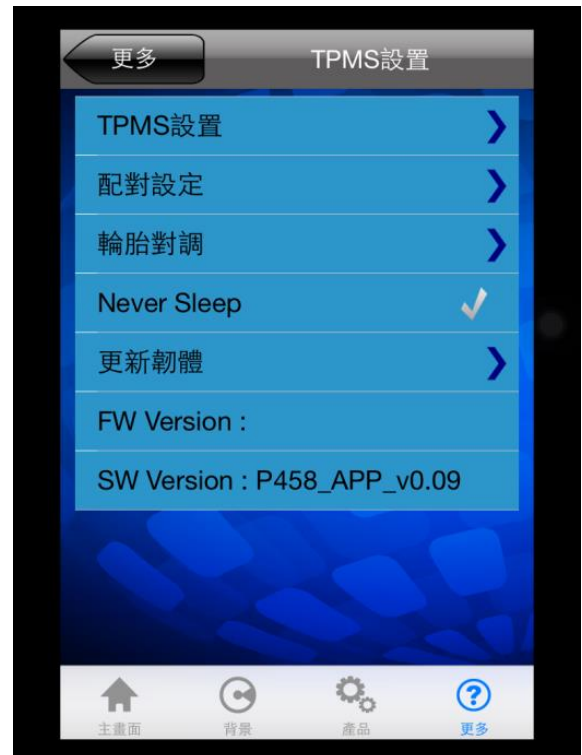 更多
TPMS設置
TPMS設置
配對設定
輪胎對調
Never Sleep
更新韌體
FW Version :
SW Version : P458_APP_v0.09
主畫面
背景
產品
更多